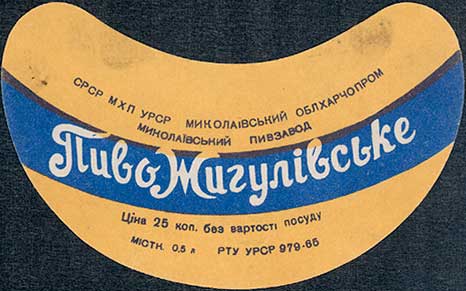 СРСР МХП УРСР МИКОЛАЇВСЬКИЙ ОБЛХАРЧОПРОМ
МИКОЛАЇВСЬКИЙ ПИВЗАВОД
Пиво Жигулівське
Ціна 25 коп. без вартості посуду
МІСТК. 0,5 л РТУ УРСР 979-65